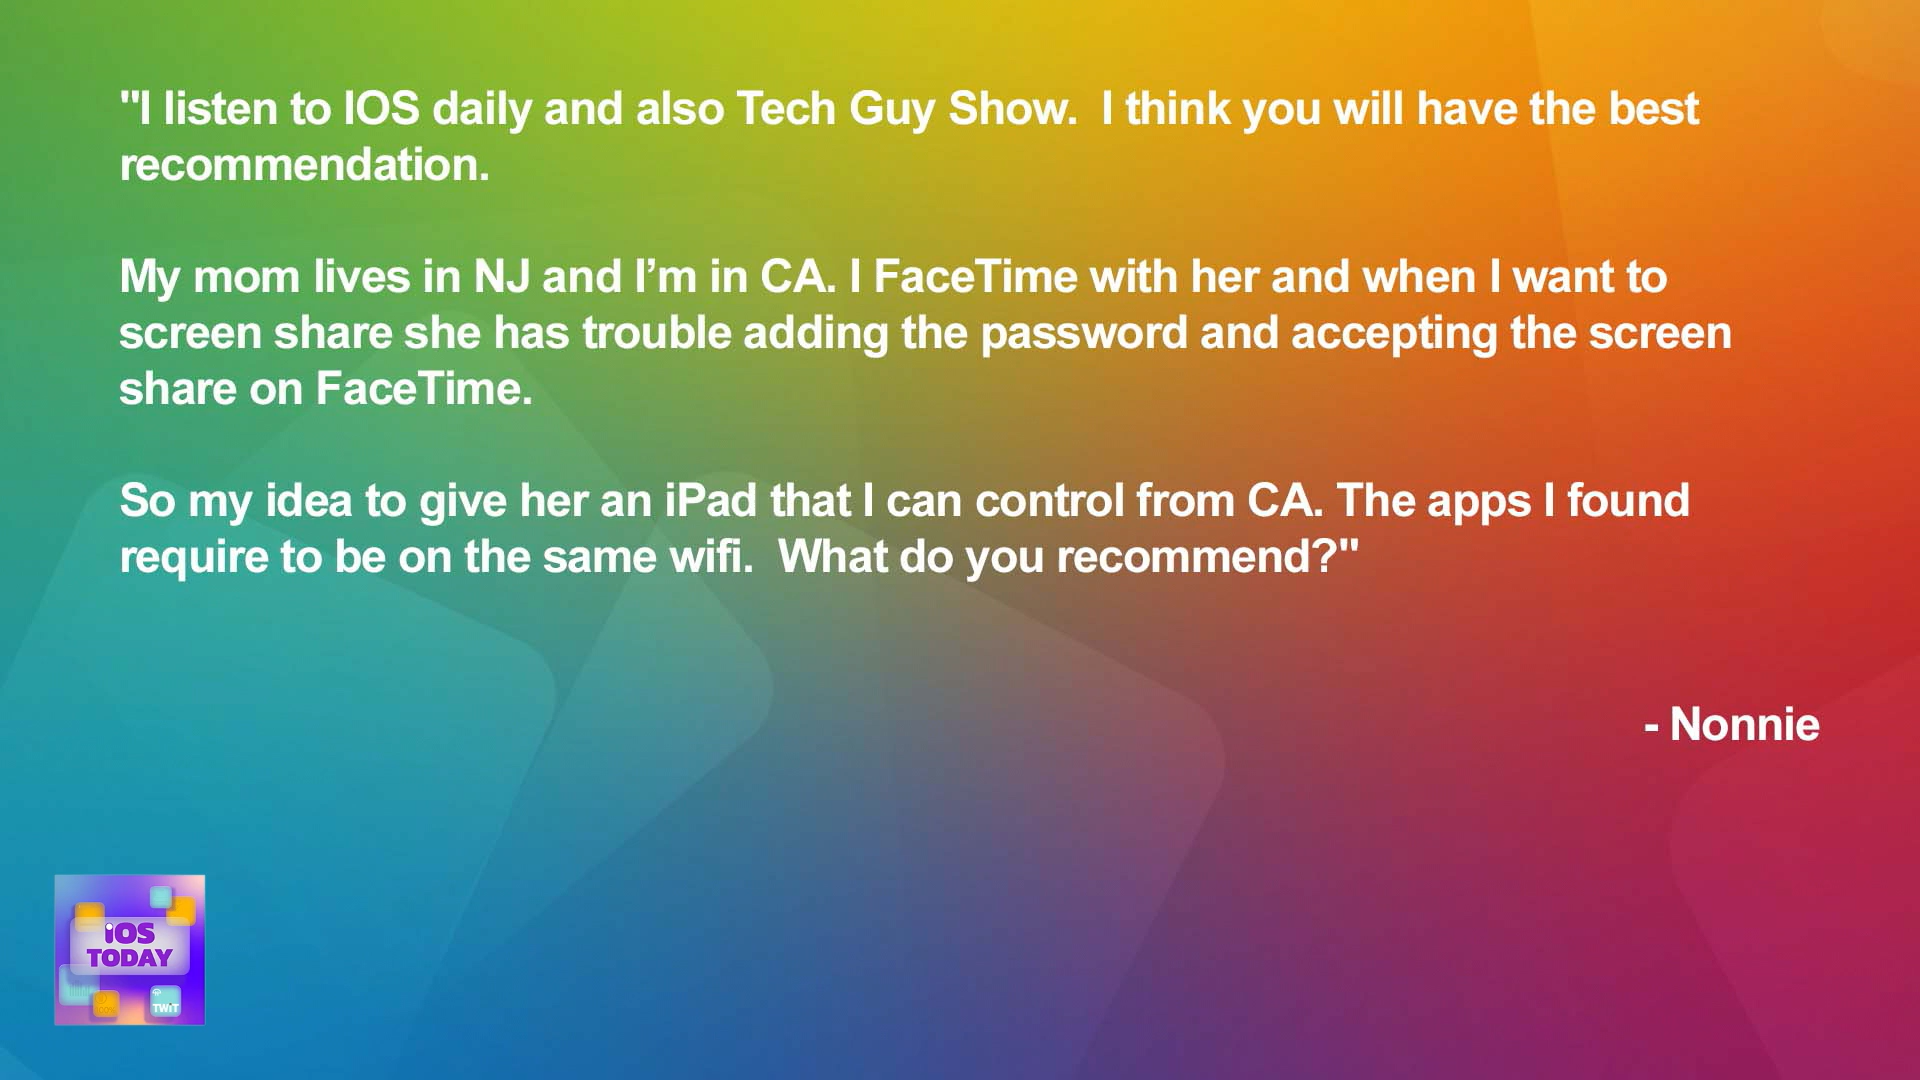 "I listen to IOS daily and also Tech Guy Show.  I think you will have the best
recommendation.
My mom lives in NJ and I’m in CA. I FaceTime with her and when I want to
screen share she has trouble adding the password and accepting the screen
share on FaceTime.
So my idea to give her an iPad that I can control from CA. The apps I found
require to be on the same wifi.  What do you recommend?"
- Nonnie
iOS
TODAY
TWiT